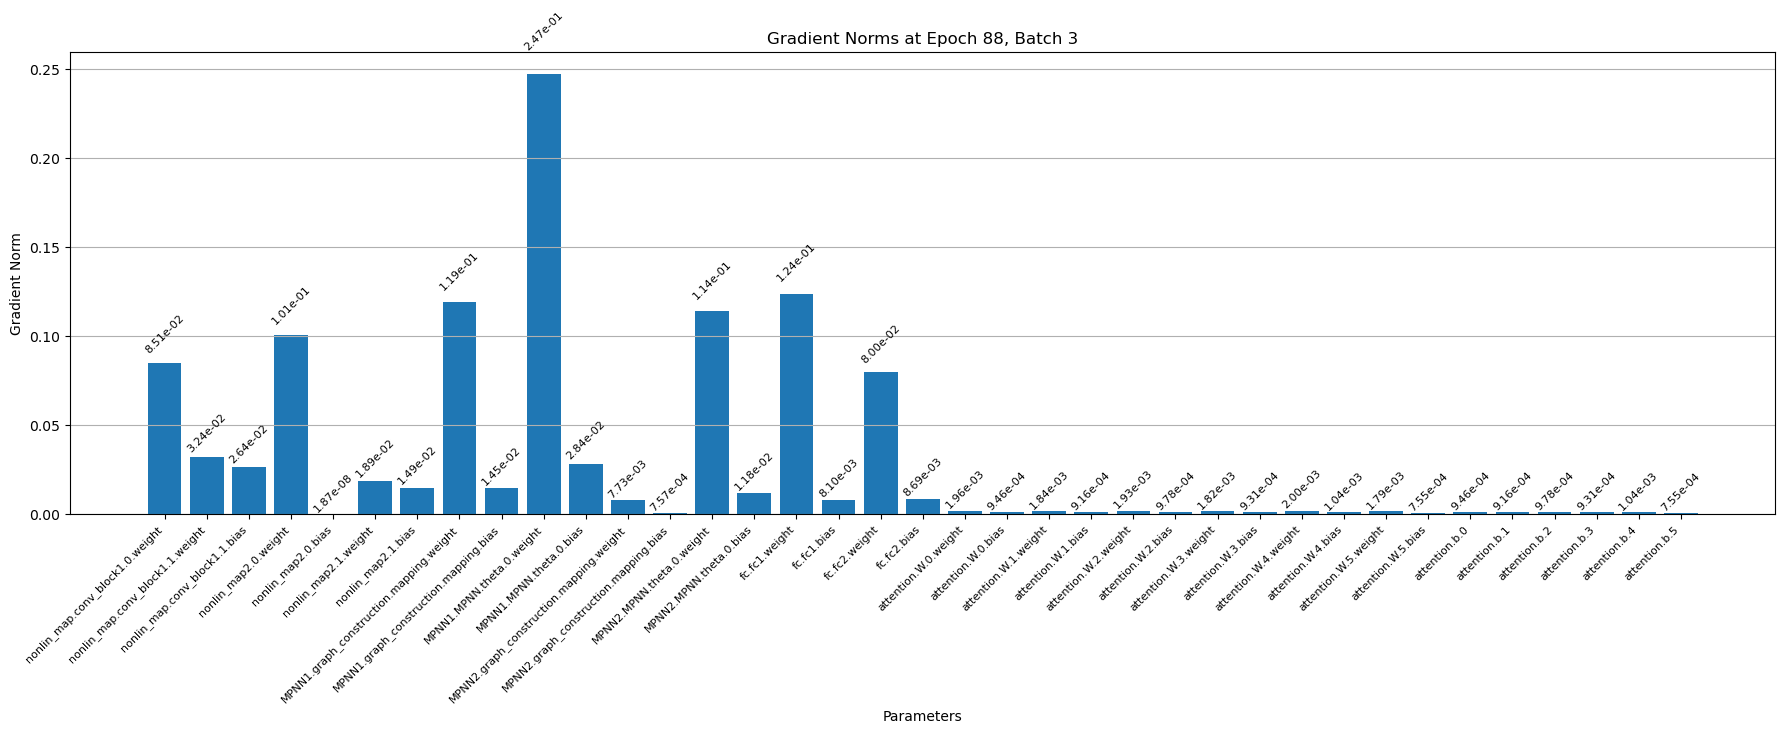 Gradient Norms at Epoch 88, Batch 3
Gradient Norm
0.25
0.20
0.15
0.10
0.05
0.00
8.51e-02
3.24e-02
2.64e-02
1.01e-01
1.87e-08
1.89e-02
1.49e-02
1.19e-01
1.45e-02
2.47e-01
2.84e-02
7.73e-03
7.57e-04
1.14e-01
1.18e-02
1.24e-01
8.10e-03
8.00e-02
8.69e-03
1.96e-03
9.46e-04
1.84e-03
9.16e-04
1.93e-03
9.78e-04
1.82e-03
9.31e-04
2.00e-03
1.04e-03
1.79e-03
7.55e-04
9.46e-04
9.16e-04
9.78e-04
9.31e-04
1.04e-03
7.55e-04
nonlin_map.conv_block1.0.weight
nonlin_map.conv_block1.1.weight
nonlin_map.conv_block1.1.bias
nonlin_map2.0.weight
nonlin_map2.0.bias
nonlin_map2.1.weight
nonlin_map2.1.bias
MPNN1.graph_construction.mapping.weight
MPNN1.graph_construction.mapping.bias
MPNN1.MPNN.theta.0.weight
MPNN1.MPNN.theta.0.bias
MPNN2.graph_construction.mapping.weight
MPNN2.graph_construction.mapping.bias
MPNN2.MPNN.theta.0.weight
MPNN2.MPNN.theta.0.bias
fc.fc1.weight
fc.fc1.bias
fc.fc2.weight
fc.fc2.bias
attention.W.0.weight
attention.W.0.bias
attention.W.1.weight
attention.W.1.bias
attention.W.2.weight
attention.W.2.bias
attention.W.3.weight
attention.W.3.bias
attention.W.4.weight
attention.W.4.bias
attention.W.5.weight
attention.W.5.bias
attention.b.0
attention.b.1
attention.b.2
attention.b.3
attention.b.4
attention.b.5
Parameters